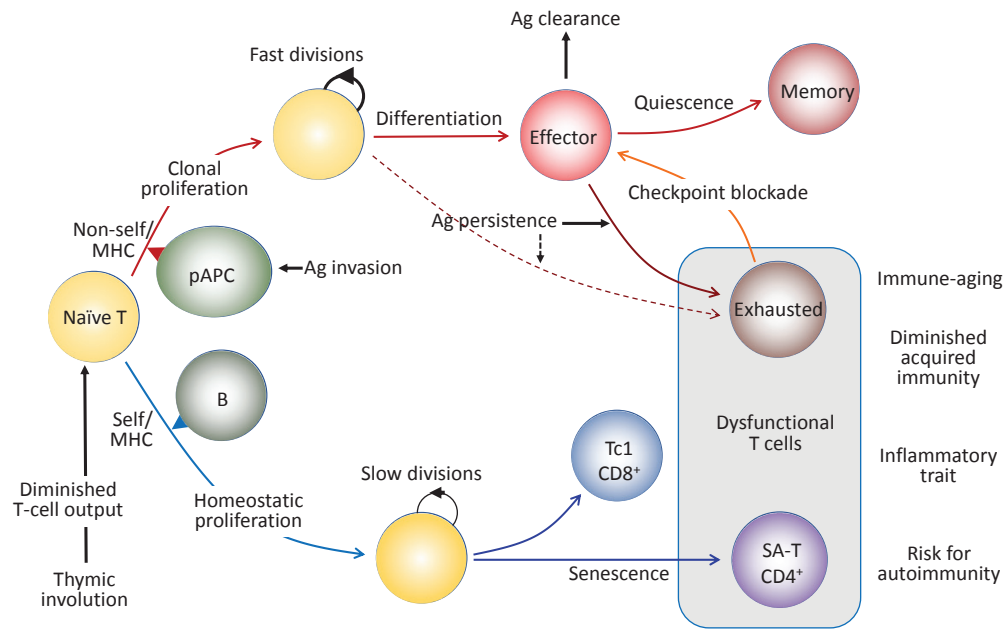 Ag clearance
Fast divisions
Differentiation
Effector
Quiescence
Memory
Clonal
proliferation
Checkpoint blockade
Non-self/
MHC
Ag persistence
pAPC
Ag invasion
Naïve T
Exhausted
Immune-aging
Diminished
acquired
immunity
B
Self/
MHC
Dysfunctional
T cells
Tc1
CD8⁺
Inflammatory
trait
Slow divisions
Diminished
T-cell output
Homeostatic
proliferation
SA-T
CD4⁺
Senescence
Risk for
autoimmunity
Thymic
involution